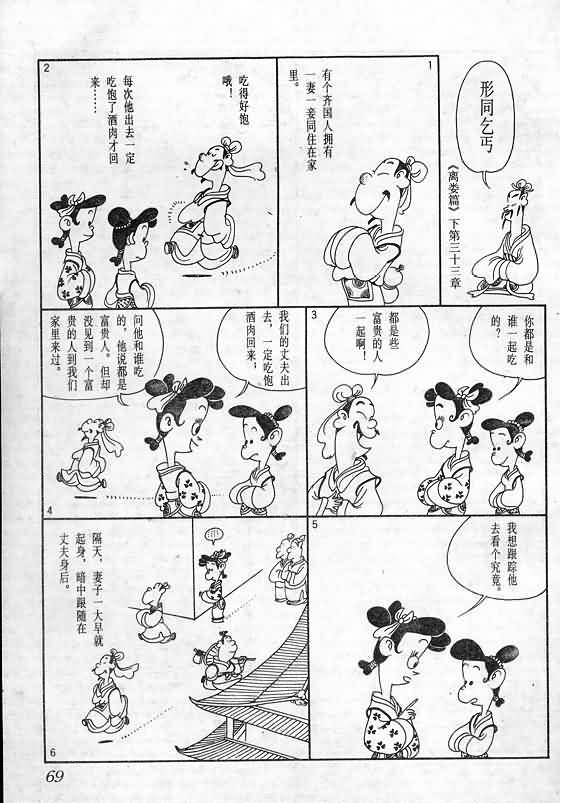 形同乞丐
《离娄篇》下第三十三章
1
有个齐国人拥有
一妻一妾同住在家
里。
2
吃得好饱
哦！
每次他出去一定
吃饱了酒肉才回
来……
你都是和
谁一起吃
的？
3
都是些
富贵的人
一起啊！
我们的丈夫出
去，一定吃饱
酒肉回来；
问他和谁吃
的，他说都是
富贵人。但却
没见到一个富
贵的人到我们
家里来过。
4
5
我想跟踪他
去看个究竟。
隔天，妻子一大早就
起身，暗中跟随在
丈夫身后。
6
69